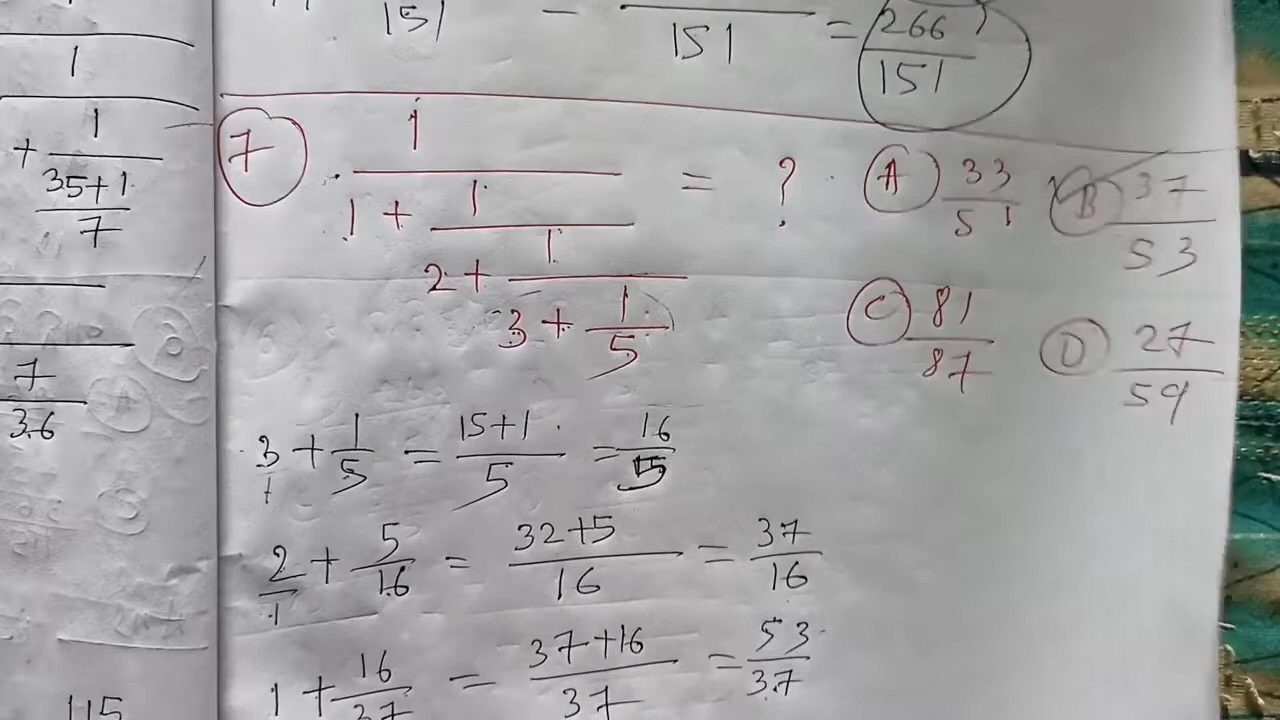 151 - ——— 151 = 266/151
1
1
+ 1
35+1
7
7
36
115
7
1
1 + 1
2 + 1
3 + 1/5
= ?
A 33/51 B 37/53
C 81/87 D 27/59
3/1 + 1/5 = 15+1/5 = 16/5
2/1 + 5/16 = 32+5/16 = 37/16
1 + 16/37 = 37+16/37 = 53/37